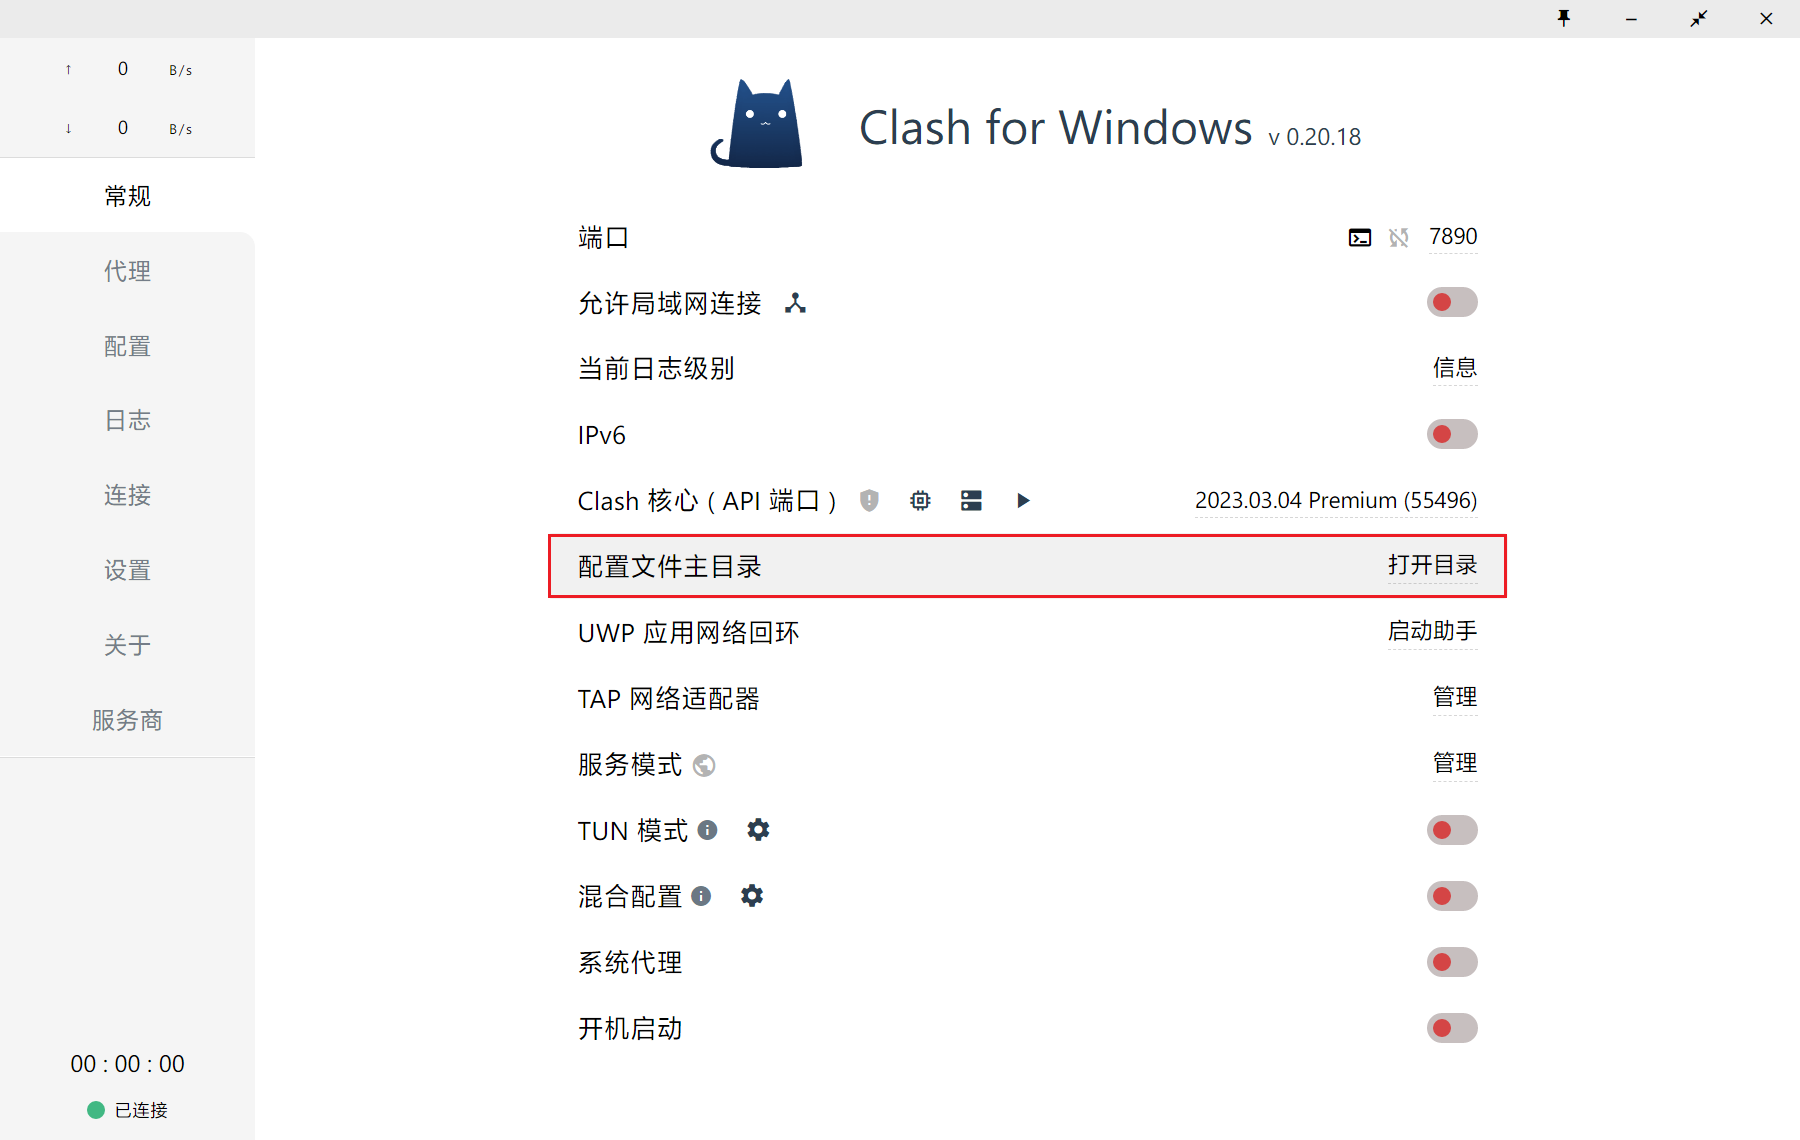 ↑ 0 B/s
↓ 0 B/s
常规
代理
配置
日志
连接
设置
关于
服务商
00 : 00 : 00
已连接
Clash for Windows v 0.20.18
端口 7890
允许局域网连接
当前日志级别 信息
IPv6
Clash 核心 ( API 端口 ) 2023.03.04 Premium (55496)
配置文件主目录 打开目录
UWP 应用网络回环 启动助手
TAP 网络适配器 管理
服务模式 管理
TUN 模式
混合配置
系统代理
开机启动